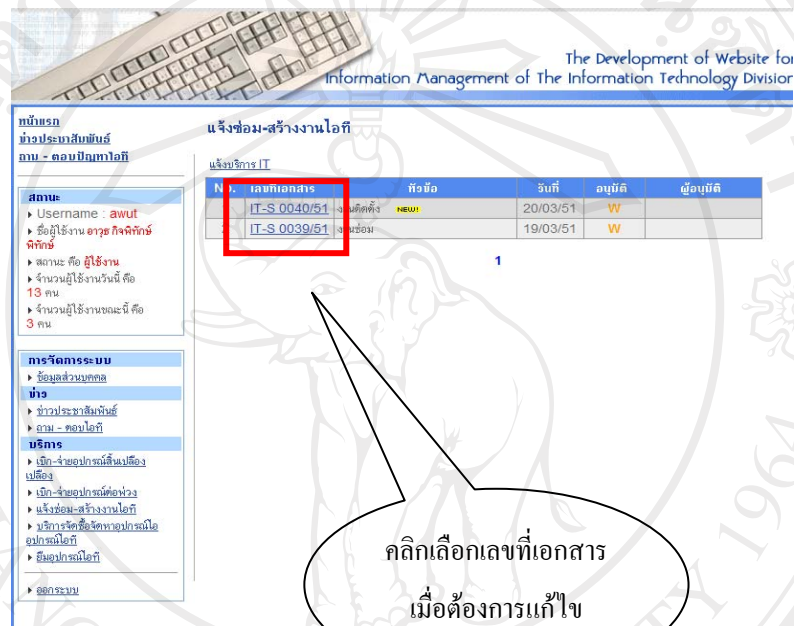 The Development of Website for
Information Management of The Information Technology Division
หน้าแรก
ข่าวประชาสัมพันธ์
ถาม - ตอบปัญหาไอที
สถานะ
Username : awut
ชื่อผู้ใช้งาน อาวุธ กิจพิทักษ์
พิทักษ์
สถานะ คือ ผู้ใช้งาน
จำนวนผู้ใช้งานวันนี้ คือ
13 คน
จำนวนผู้ใช้งานขณะนี้ คือ
3 คน
การจัดการระบบ
ข้อมูลส่วนบุคคล
ข่าว
ข่าวประชาสัมพันธ์
ถาม - ตอบไอที
บริการ
เบิก-จ่ายอุปกรณ์สิ้นเปลือง
เปลือง
เบิก-จ่ายอุปกรณ์ต่อพ่วง
แจ้งซ่อม-สร้างงานไอที
บริการจัดซื้อจัดหาอุปกรณ์ไอ
อุปกรณ์ไอที
ยืมอุปกรณ์ไอที
ออกระบบ
แจ้งซ่อม-สร้างงานไอที
แจ้งบริการ IT
เลขที่เอกสาร หัวข้อ วันที่ อนุมัติ ผู้อนุมัติ
IT-S 0040/51 งานติดตั้ง NEW! 20/03/51 W
IT-S 0039/51 งานซ่อม 19/03/51 W
1
คลิกเลือกเลขที่เอกสาร
เมื่อต้องการแก้ไข